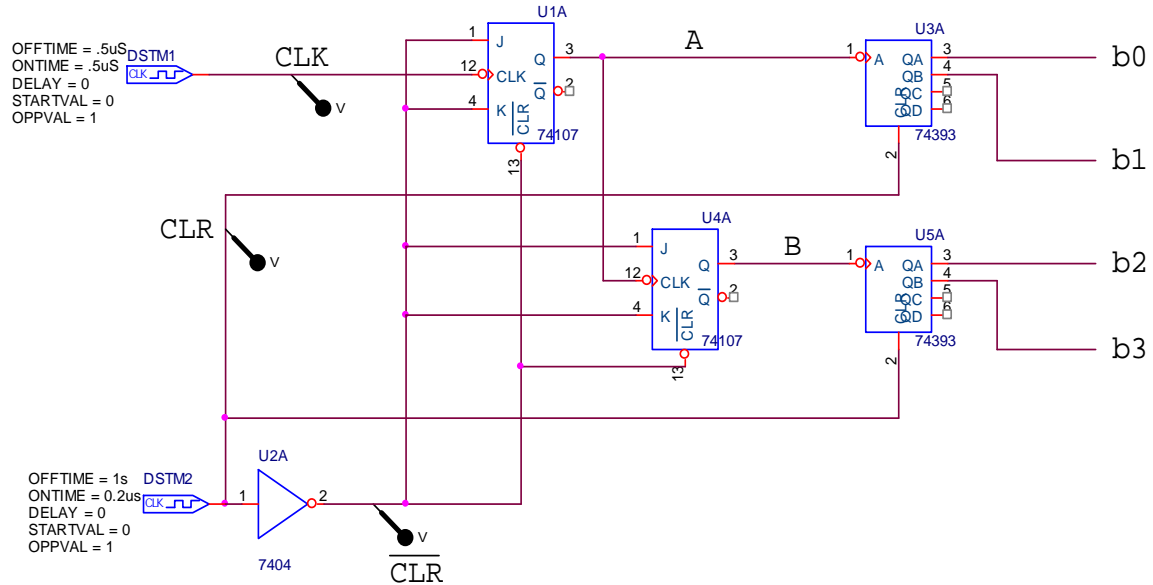 U1A
U3A
OFFTIME = .5uS
ONTIME = .5uS
DELAY = 0
STARTVAL = 0
OPPVAL = 1
DSTM1
CLK
CLK
V
1
12
4
J
CLK
K
Q
Q
CLR
3
2
13
74107
A
1
A
QA
QB
QC
QD
CLR
3
4
5
6
2
74393
b0
b1
CLR
V
U4A
U5A
1
12
4
J
CLK
K
Q
Q
CLR
3
2
13
74107
B
1
A
QA
QB
QC
QD
CLR
3
4
5
6
2
74393
b2
b3
OFFTIME = 1s
ONTIME = 0.2us
DELAY = 0
STARTVAL = 0
OPPVAL = 1
DSTM2
CLK
U2A
1
2
7404
V
CLR